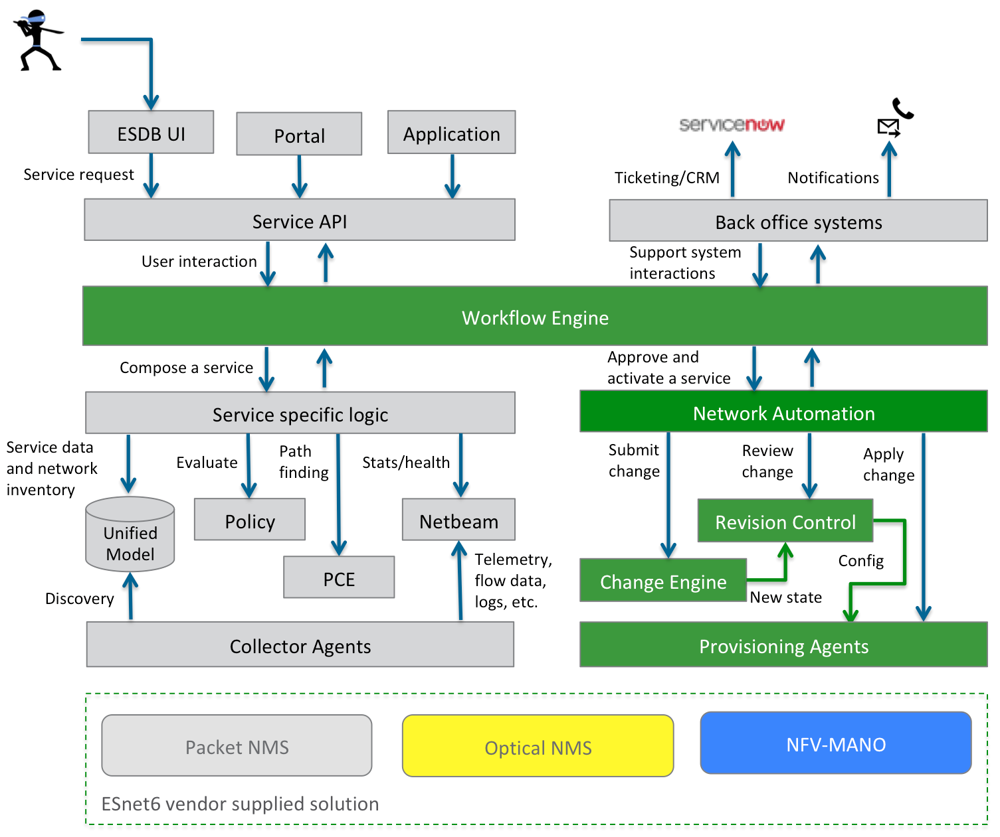 ESDB UI
Portal
Application
servicenow
Service request
Ticketing/CRM
Notifications
Service API
Back office systems
User interaction
Support system
interactions
Workflow Engine
Compose a service
Approve and
activate a service
Service specific logic
Network Automation
Service data
and network
inventory
Evaluate
Path
finding
Stats/health
Submit
change
Review
change
Apply
change
Unified
Model
Policy
Netbeam
Revision Control
PCE
Telemetry,
flow data,
logs, etc.
Change Engine
Config
New state
Discovery
Collector Agents
Provisioning Agents
Packet NMS
Optical NMS
NFV-MANO
ESnet6 vendor supplied solution